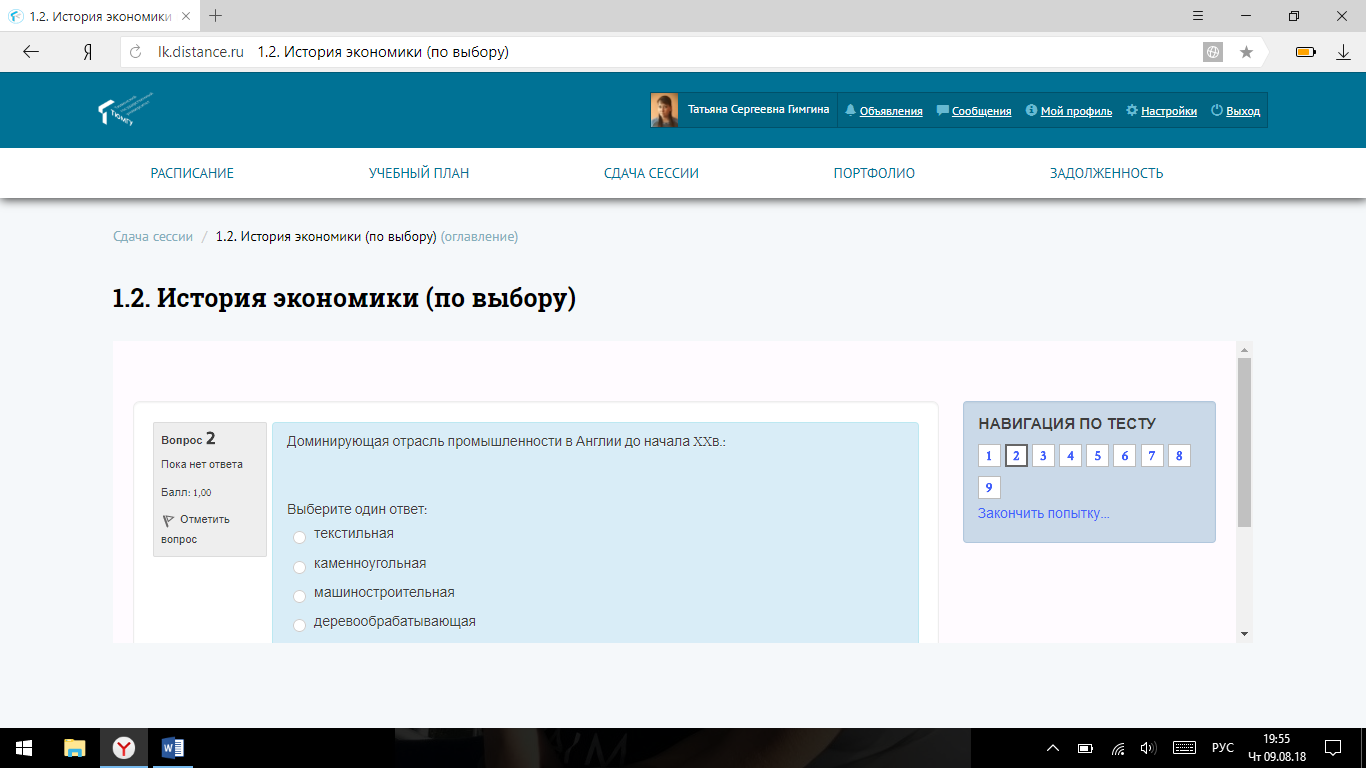 1.2. История экономики
lk.distance.ru 1.2. История экономики (по выбору)
ТюмГУ
Татьяна Сергеевна Гимгина Объявления Сообщения Мой профиль Настройки Выход
РАСПИСАНИЕ УЧЕБНЫЙ ПЛАН СДАЧА СЕССИИ ПОРТФОЛИО ЗАДОЛЖЕННОСТЬ
Сдача сессии / 1.2. История экономики (по выбору) (оглавление)
1.2. История экономики (по выбору)
Вопрос 2
Пока нет ответа
Балл: 1,00
Отметить
вопрос
Доминирующая отрасль промышленности в Англии до начала XXв.:
Выберите один ответ:
текстильная
каменноугольная
машиностроительная
деревообрабатывающая
НАВИГАЦИЯ ПО ТЕСТУ
1 2 3 4 5 6 7 8
9
Закончить попытку...
РУС
19:55
Чт 09.08.18